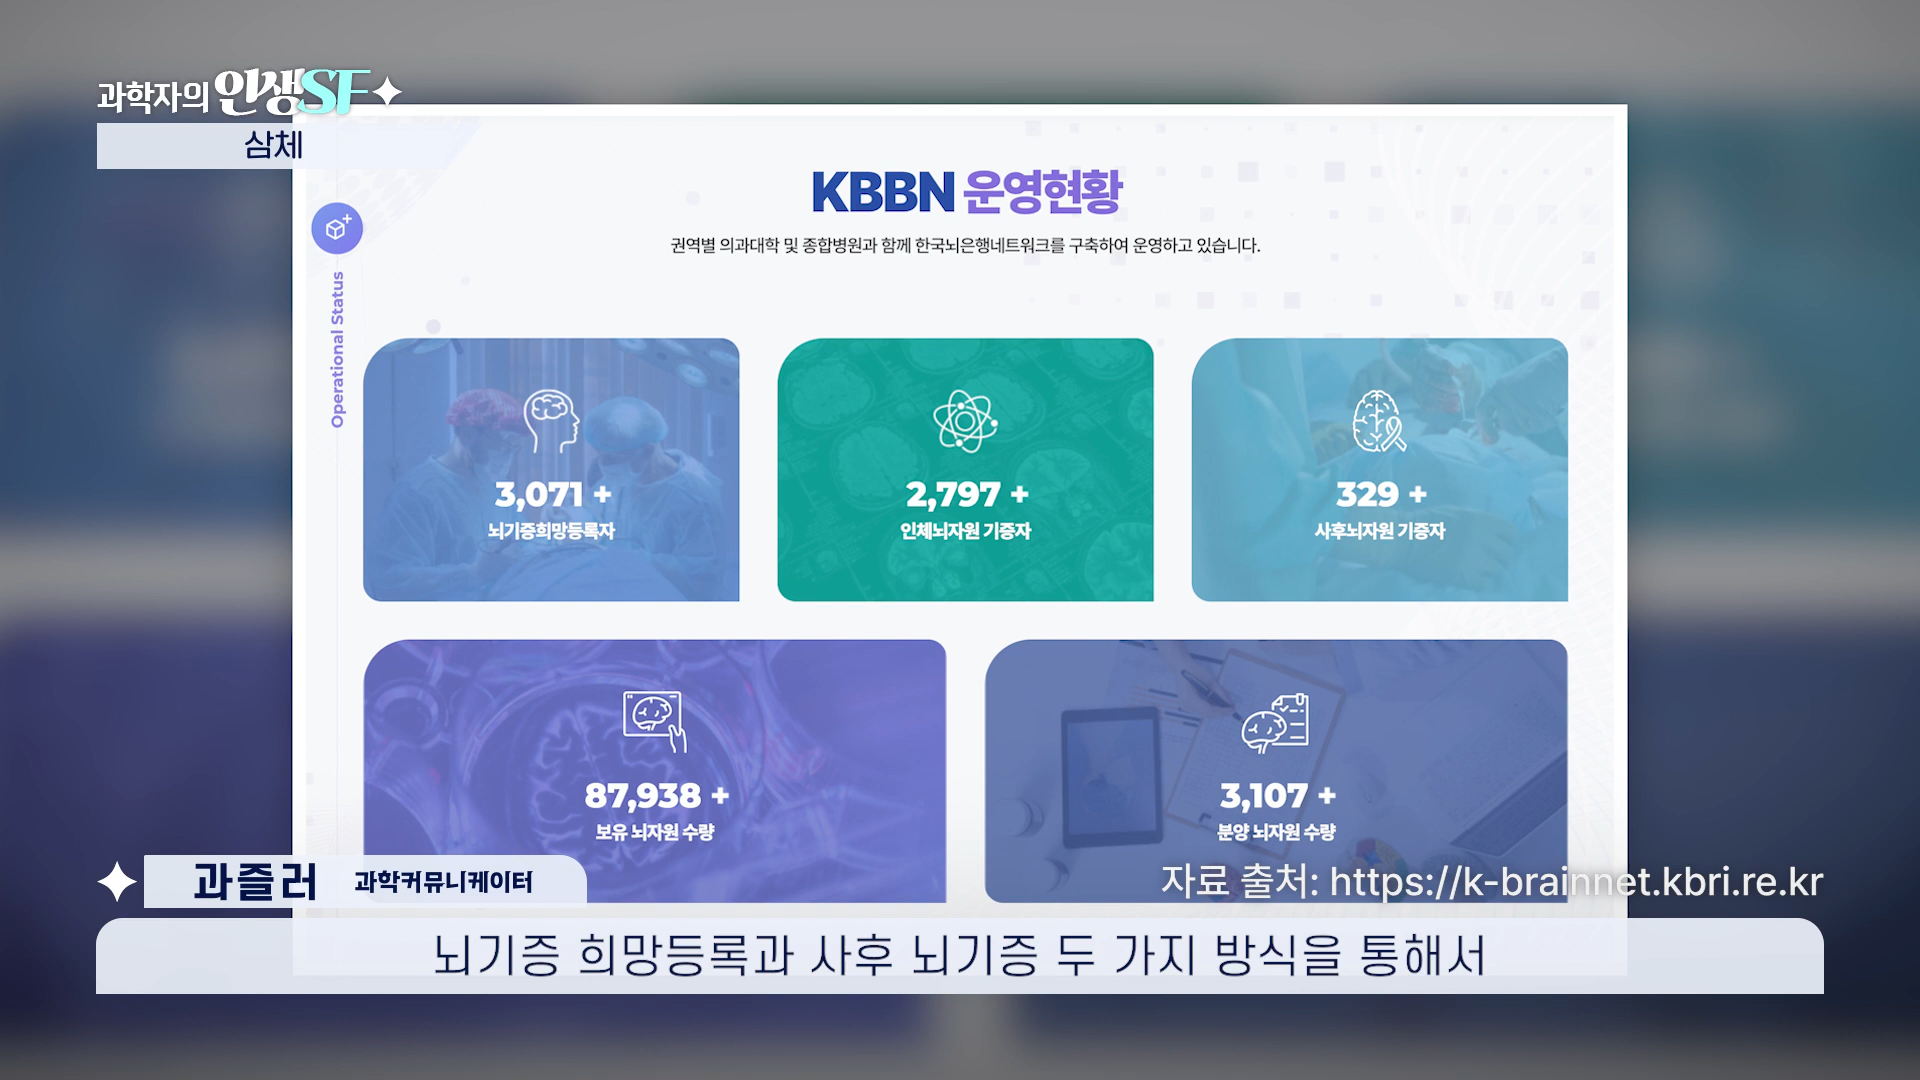 과학자의 인생SF
삼체
KBBN 운영현황
권역별 의과대학 및 종합병원과 함께 한국뇌은행네트워크를 구축하여 운영하고 있습니다.
Operational Status
3,071 +
뇌기증희망등록자
2,797 +
인체뇌자원 기증자
329 +
사후뇌자원 기증자
87,938 +
보유 뇌자원 수량
3,107 +
분양 뇌자원 수량
과즐러 과학커뮤니케이터
자료 출처: https://k-brainnet.kbri.re.kr
뇌기증 희망등록과 사후 뇌기증 두 가지 방식을 통해서